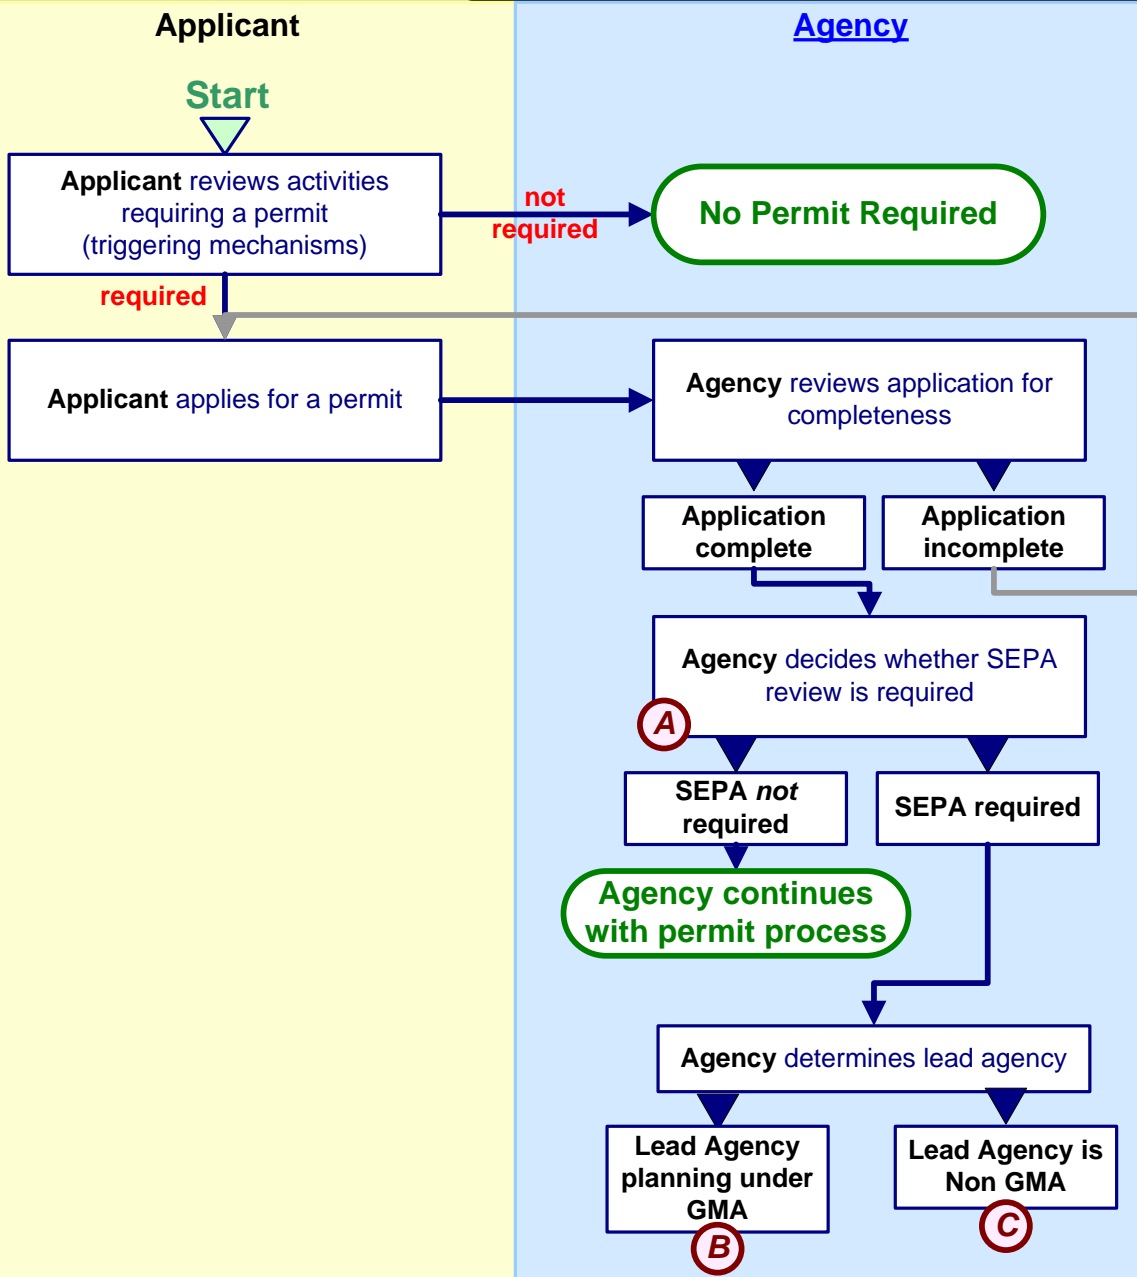 Applicant
Agency
Start
Applicant reviews activities
requiring a permit
(triggering mechanisms)
not
required
No Permit Required
required
Applicant applies for a permit
Agency reviews application for
completeness
Application
complete
Application
incomplete
Agency decides whether SEPA
review is required
A
SEPA not
required
SEPA required
Agency continues
with permit process
Agency determines lead agency
Lead Agency
planning under
GMA
B
Lead Agency is
Non GMA
C